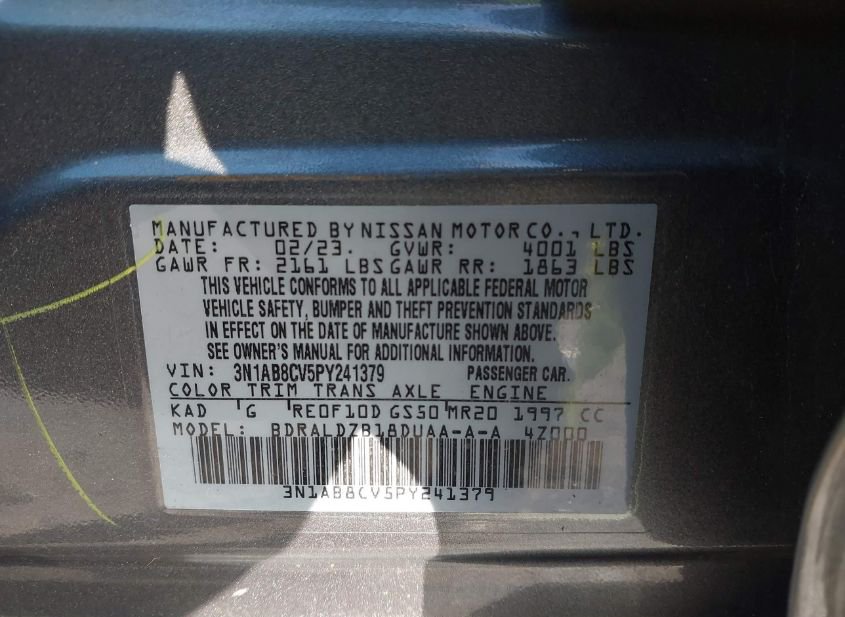 MANUFACTURED BY NISSAN MOTOR CO., LTD.
DATE: 02/23. GVWR: 4001 LBS
GAWR FR: 2161 LBS GAWR RR: 1863 LBS
THIS VEHICLE CONFORMS TO ALL APPLICABLE FEDERAL MOTOR
VEHICLE SAFETY, BUMPER AND THEFT PREVENTION STANDARDS
IN EFFECT ON THE DATE OF MANUFACTURE SHOWN ABOVE.
SEE OWNER'S MANUAL FOR ADDITIONAL INFORMATION.
VIN: 3N1AB8CV5PY241379 PASSENGER CAR.
COLOR TRIM TRANS AXLE ENGINE
KAD G RE0F10D GS50 MR20 1997 CC
MODEL: BDRALDZB18DUAA-A-A 4Z000
3N1AB8CV5PY241379